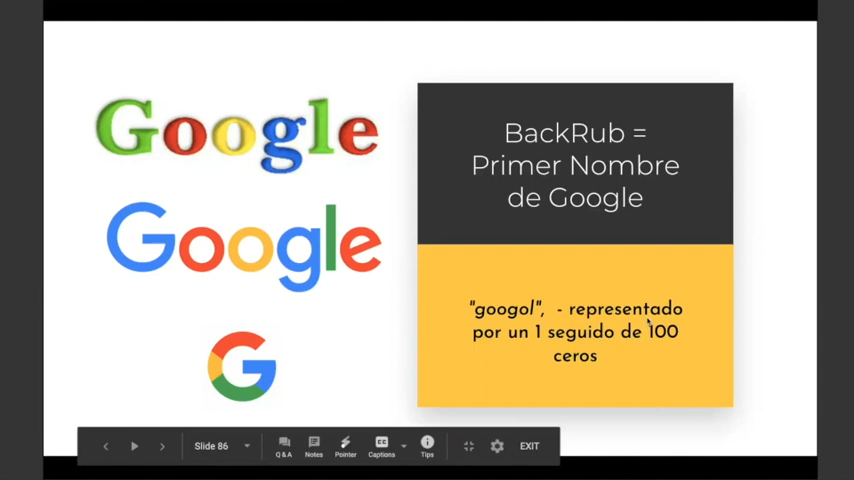 Google
Google
G
BackRub =
Primer Nombre
de Google
"googol", - representado
por un 1 seguido de 100
ceros
Slide 86
Q & A
Notes
Pointer
CC
Captions
Tips
EXIT